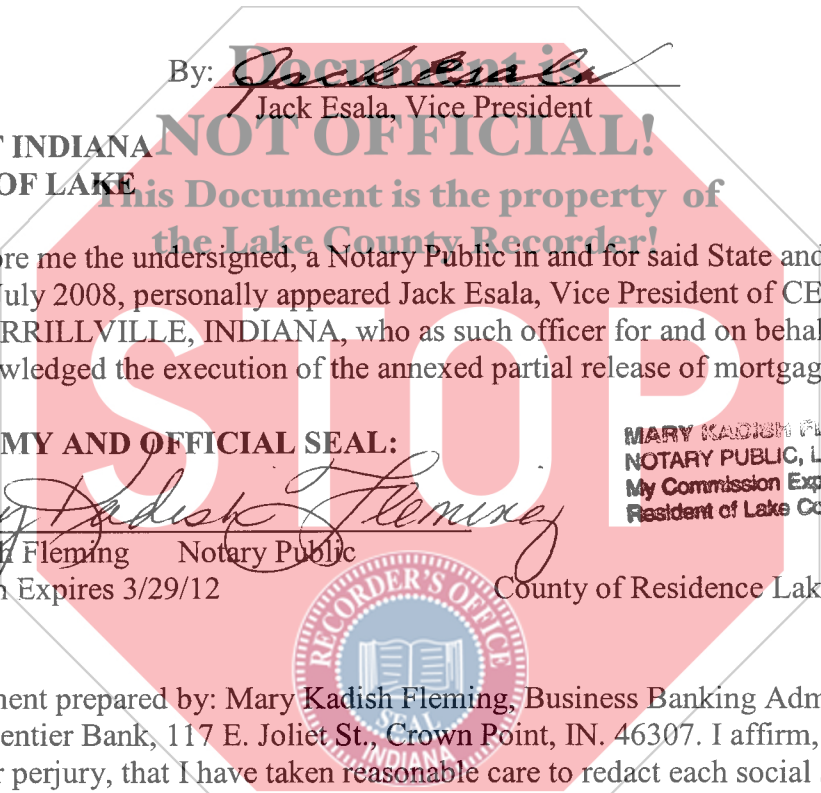 By: Jack Esala
Jack Esala, Vice President
Document is
NOT OFFICIAL!
This Document is the property of
the Lake County Recorder!
INDIANA
OF LAKE
ore me the undersigned, a Notary Public in and for said State and
July 2008, personally appeared Jack Esala, Vice President of CE
RRILLVILLE, INDIANA, who as such officer for and on behal
wledged the execution of the annexed partial release of mortgag
STOP
MY AND OFFICIAL SEAL:
MARY KADISH FL
NOTARY PUBLIC, L
My Commission Exp
Resident of Lake Co
y Kadish Fleming
h Fleming Notary Public
n Expires 3/29/12
County of Residence Lak
RECORDER'S OFFICE
SEAL
INDIANA
ment prepared by: Mary Kadish Fleming, Business Banking Adm
entier Bank, 117 E. Joliet St., Crown Point, IN. 46307. I affirm,
r perjury, that I have taken reasonable care to redact each social